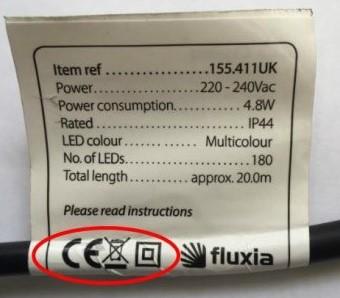 Item ref ....................155.411UK
Power....................220 - 240Vac
Power consumption..............4.8W
Rated ............................. IP44
LED colour................ Multicolour
No. of LEDs........................ 180
Total length.............approx. 20.0m
Please read instructions
CE fluxia